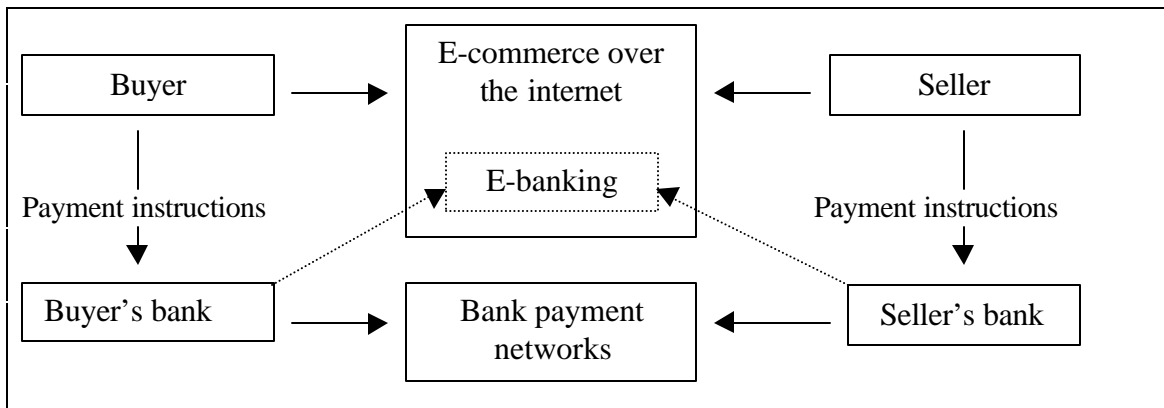 Buyer
E-commerce over
the internet
Seller
E-banking
Payment instructions
Payment instructions
Buyer’s bank
Bank payment
networks
Seller’s bank